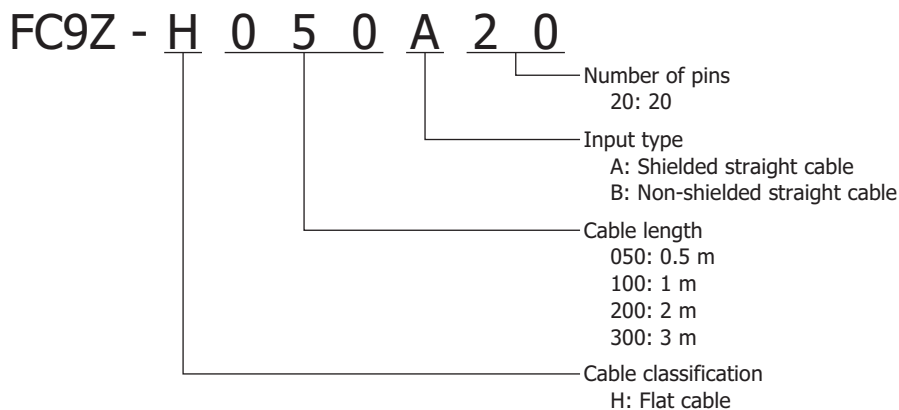 FC9Z - H 0 5 0 A 2 0
Number of pins
20: 20
Input type
A: Shielded straight cable
B: Non-shielded straight cable
Cable length
050: 0.5 m
100: 1 m
200: 2 m
300: 3 m
Cable classification
H: Flat cable